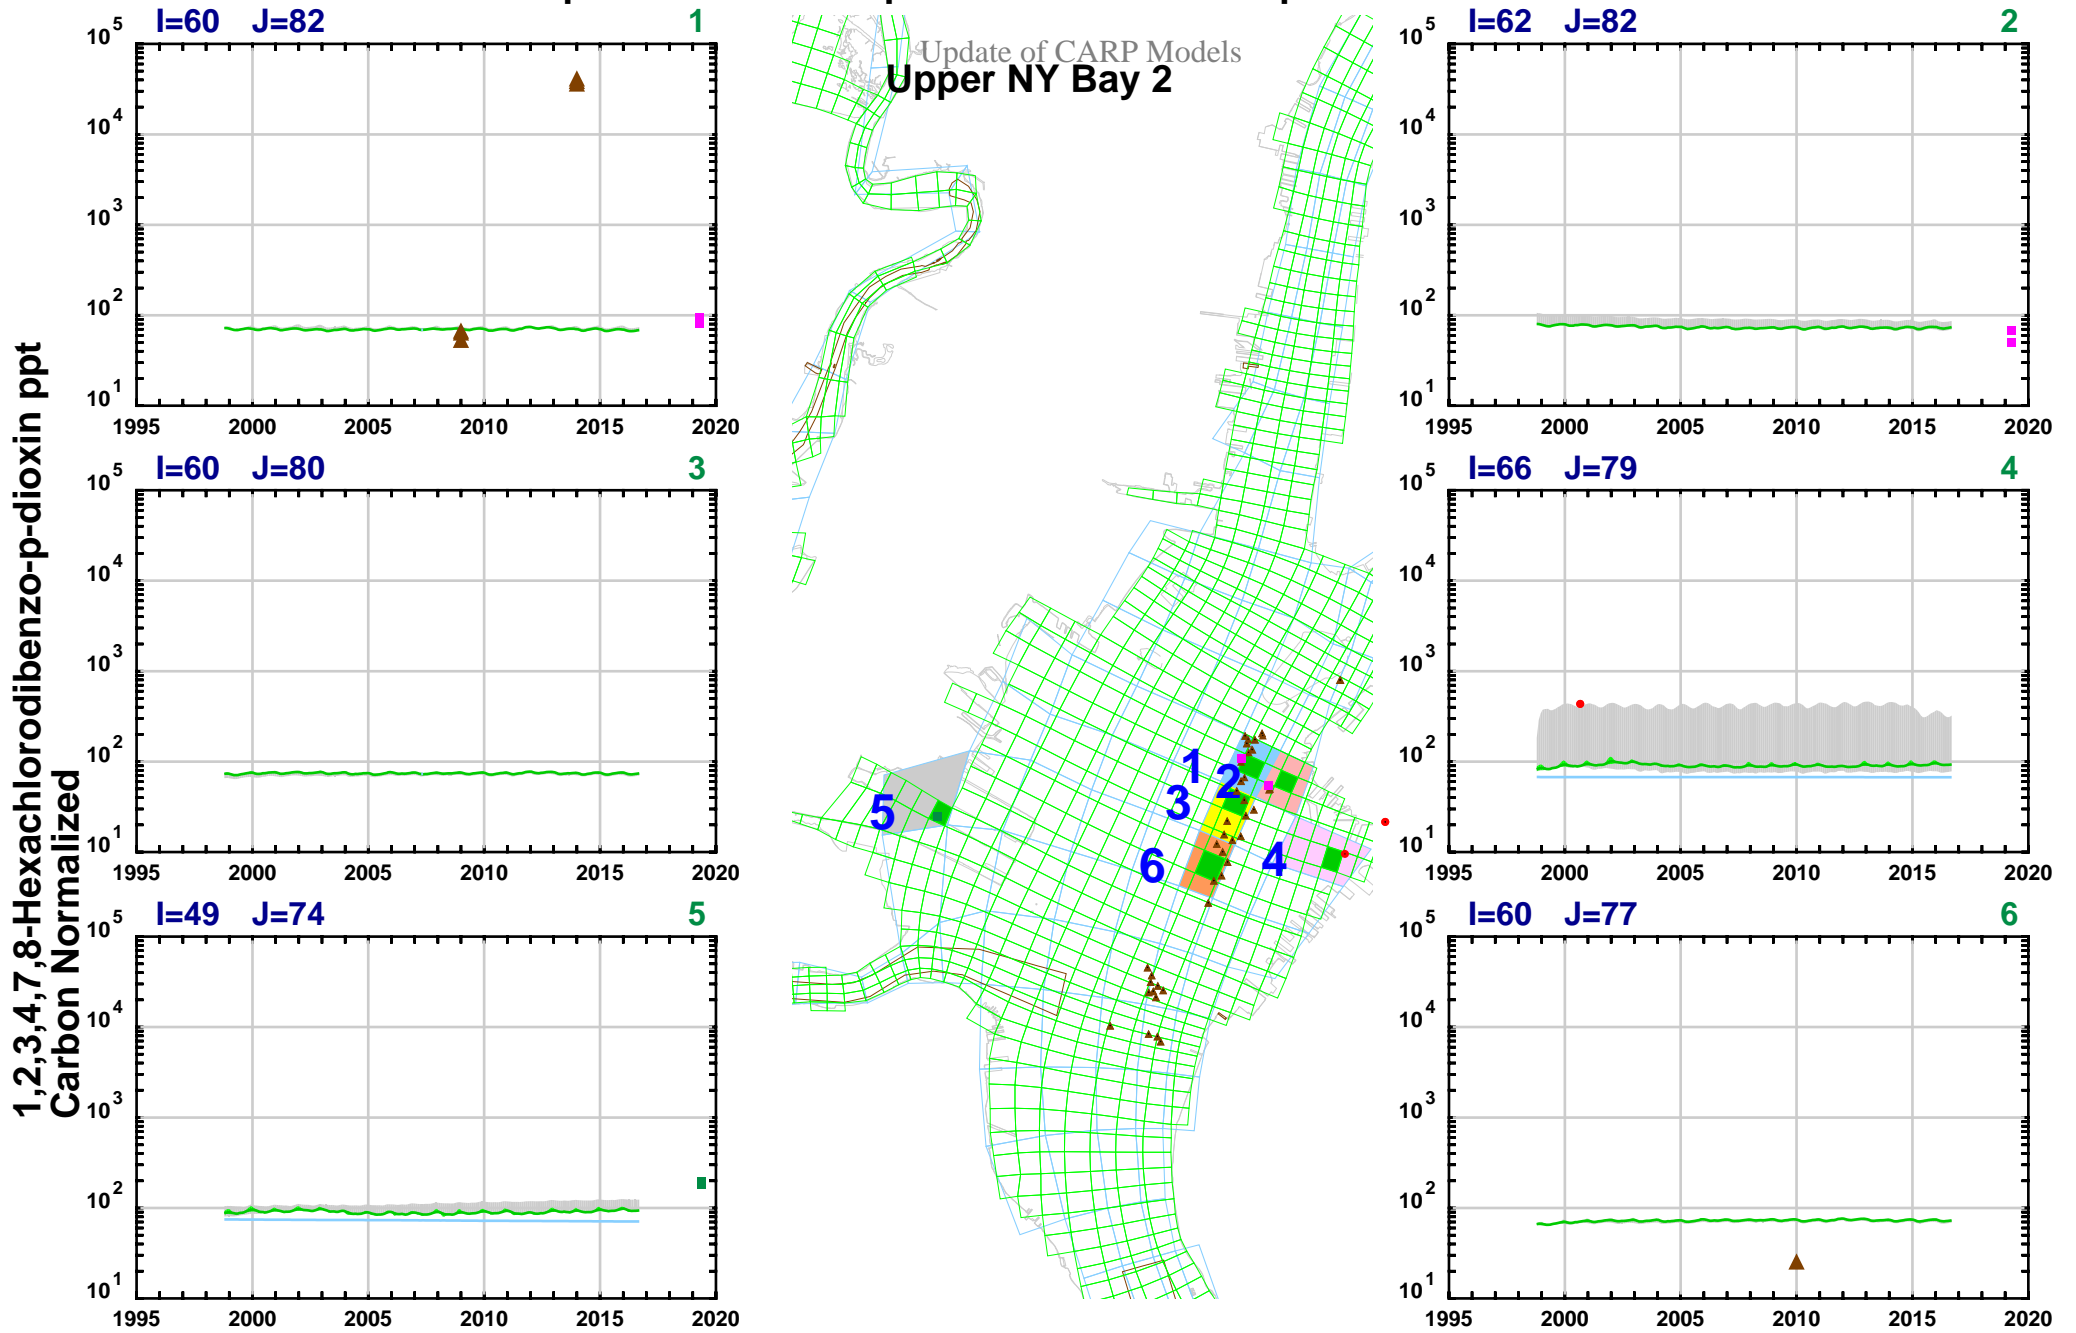 Update of CARP Models
Upper NY Bay 2
1,2,3,4,7,8-Hexachlorodibenzo-p-dioxin ppt
Carbon Normalized
I=60 J=82 1
10^5
10^4
10^3
10^2
10^1
1995 2000 2005 2010 2015 2020
I=62 J=82 2
10^5
10^4
10^3
10^2
10^1
1995 2000 2005 2010 2015 2020
I=60 J=80 3
10^5
10^4
10^3
10^2
10^1
1995 2000 2005 2010 2015 2020
I=66 J=79 4
10^5
10^4
10^3
10^2
10^1
1995 2000 2005 2010 2015 2020
I=49 J=74 5
10^5
10^4
10^3
10^2
10^1
1995 2000 2005 2010 2015 2020
I=60 J=77 6
10^5
10^4
10^3
10^2
10^1
1995 2000 2005 2010 2015 2020
1
2
3
5
6
4